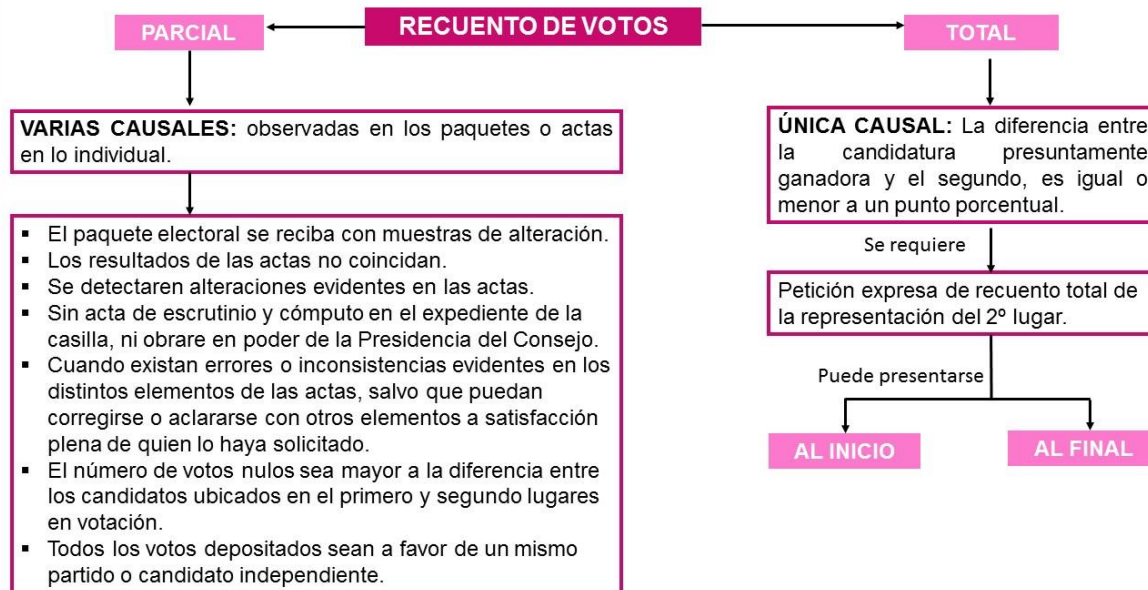 RECUENTO DE VOTOS
PARCIAL
VARIAS CAUSALES: observadas en los paquetes o actas
en lo individual.
▪ El paquete electoral se reciba con muestras de alteración.
▪ Los resultados de las actas no coincidan.
▪ Se detectaren alteraciones evidentes en las actas.
▪ Sin acta de escrutinio y cómputo en el expediente de la
casilla, ni obrare en poder de la Presidencia del Consejo.
▪ Cuando existan errores o inconsistencias evidentes en los
distintos elementos de las actas, salvo que puedan
corregirse o aclararse con otros elementos a satisfacción
plena de quien lo haya solicitado.
▪ El número de votos nulos sea mayor a la diferencia entre
los candidatos ubicados en el primero y segundo lugares
en votación.
▪ Todos los votos depositados sean a favor de un mismo
partido o candidato independiente.
TOTAL
ÚNICA CAUSAL: La diferencia entre
la candidatura presuntamente
ganadora y el segundo, es igual o
menor a un punto porcentual.
Se requiere
Petición expresa de recuento total de
la representación del 2º lugar.
Puede presentarse
AL INICIO
AL FINAL